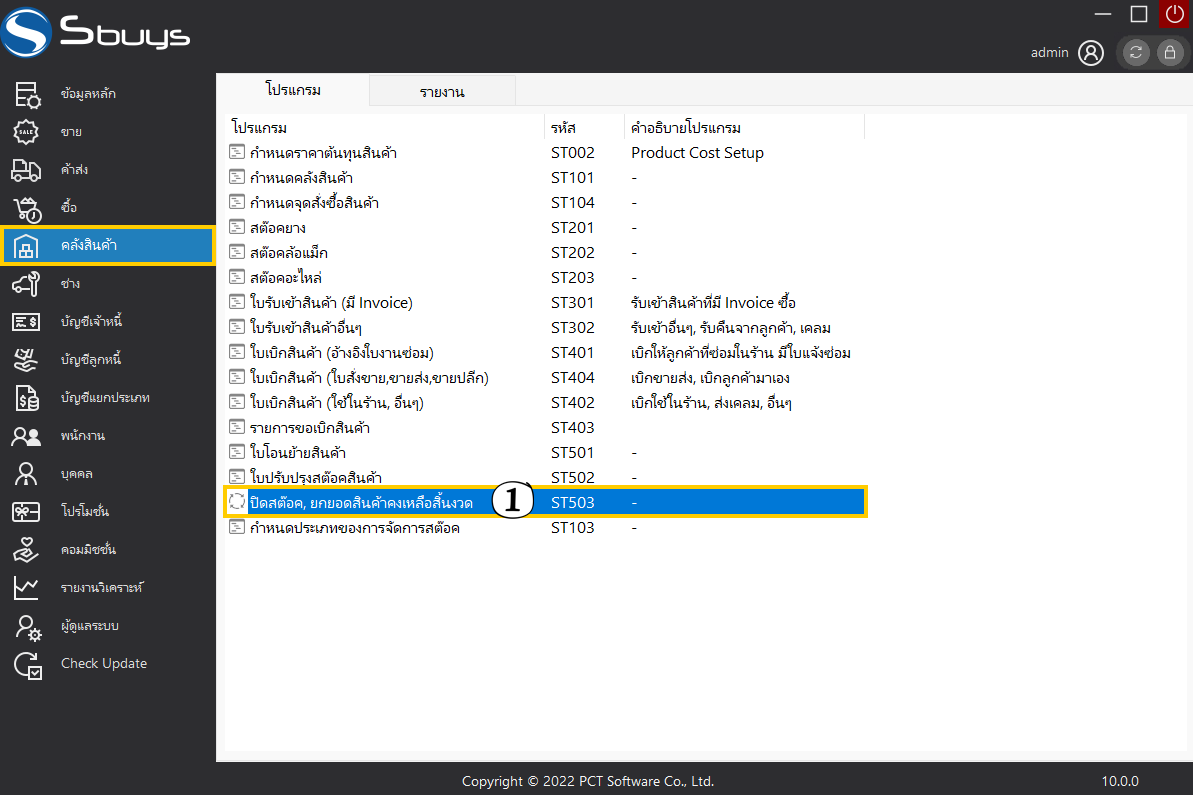 Sbuys
admin
ข้อมูลหลัก
ขาย
SALE
ค้าส่ง
ซื้อ
คลังสินค้า
ช่าง
บัญชีเจ้าหนี้
บัญชีลูกหนี้
บัญชีแยกประเภท
พนักงาน
บุคคล
โปรโมชั่น
คอมมิชชั่น
รายงานวิเคราะห์
ผู้ดูแลระบบ
Check Update
โปรแกรม รายงาน
โปรแกรม รหัส คำอธิบายโปรแกรม
กำหนดราคาต้นทุนสินค้า ST002 Product Cost Setup
กำหนดคลังสินค้า ST101 -
กำหนดจุดสั่งซื้อสินค้า ST104 -
สต๊อคยาง ST201 -
สต๊อคล้อแม็ก ST202 -
สต๊อคอะไหล่ ST203 -
ใบรับเข้าสินค้า (มี Invoice) ST301 รับเข้าสินค้าที่มี Invoice ซื้อ
ใบรับเข้าสินค้าอื่นๆ ST302 รับเข้าอื่นๆ, รับคืนจากลูกค้า, เคลม
ใบเบิกสินค้า (อ้างอิงใบงานซ่อม) ST401 เบิกให้ลูกค้าที่ซ่อมในร้าน มีใบแจ้งซ่อม
ใบเบิกสินค้า (ใบสั่งขาย,ขายส่ง,ขายปลีก) ST404 เบิกขายส่ง, เบิกลูกค้ามาเอง
ใบเบิกสินค้า (ใช้ในร้าน, อื่นๆ) ST402 เบิกใช้ในร้าน, ส่งเคลม, อื่นๆ
รายการขอเบิกสินค้า ST403
ใบโอนย้ายสินค้า ST501 -
ใบปรับปรุงสต๊อคสินค้า ST502 -
ปิดสต๊อค, ยกยอดสินค้าคงเหลือสิ้นงวด 1 ST503 -
กำหนดประเภทของการจัดการสต๊อค ST103 -
Copyright © 2022 PCT Software Co., Ltd. 10.0.0